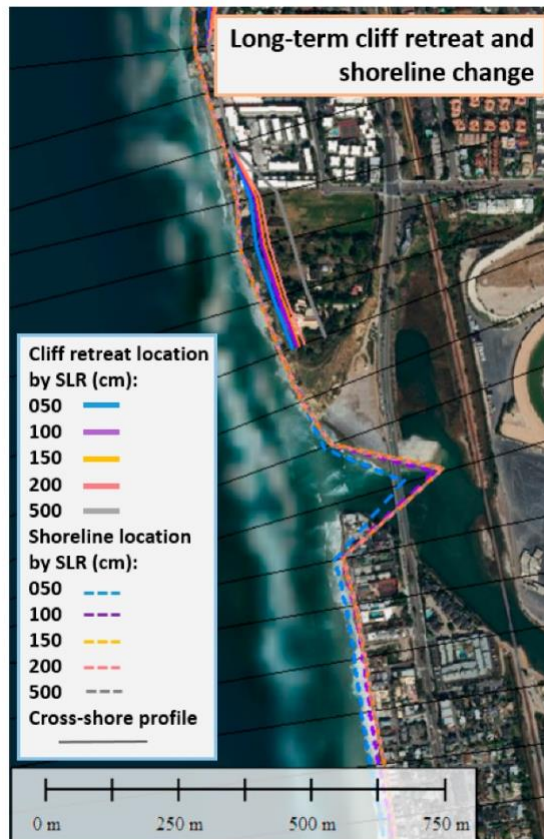 Long-term cliff retreat and
shoreline change
Cliff retreat location
by SLR (cm):
050
100
150
200
500
Shoreline location
by SLR (cm):
050
100
150
200
500
Cross-shore profile
0 m 250 m 500 m 750 m